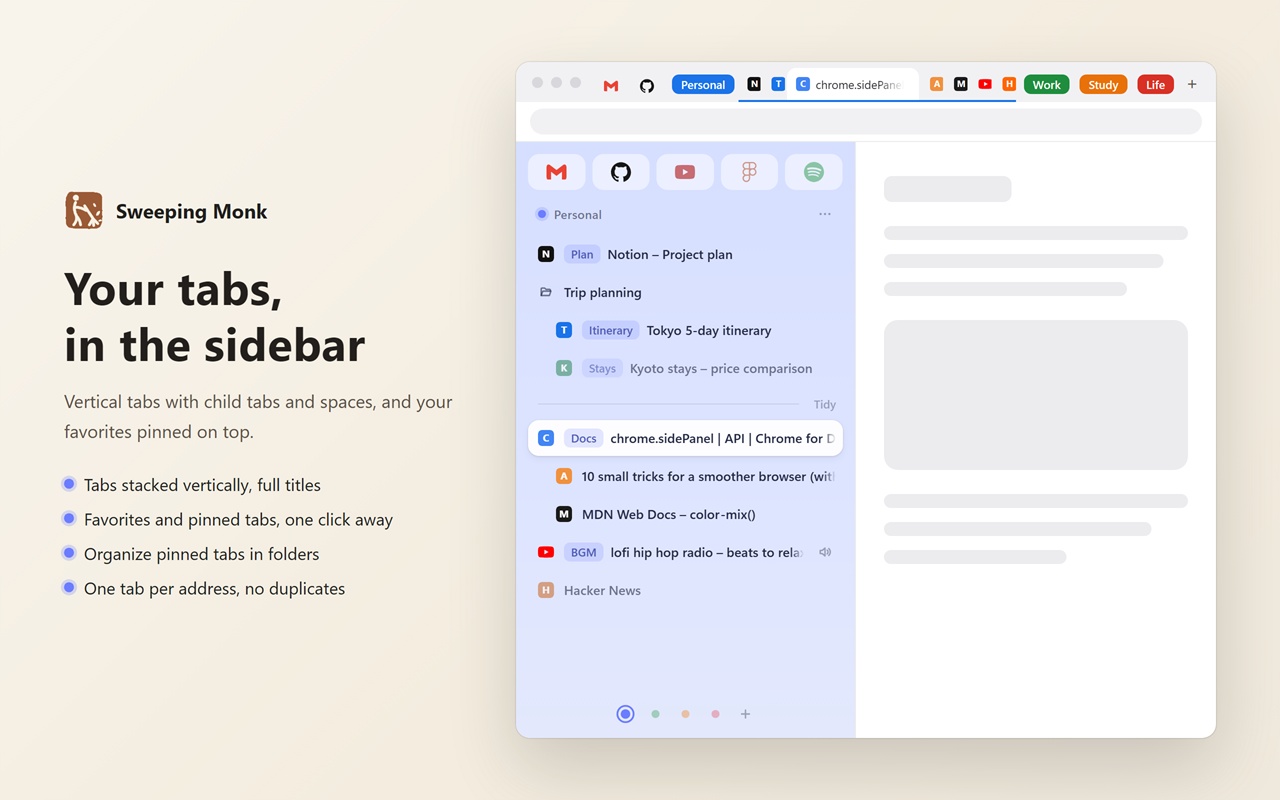 Sweeping Monk
Your tabs,
in the sidebar
Vertical tabs with child tabs and spaces, and your
favorites pinned on top.
Tabs stacked vertically, full titles
Favorites and pinned tabs, one click away
Organize pinned tabs in folders
One tab per address, no duplicates
Personal N T C chrome.sidePane A M H Work Study Life +
Personal ...
N Plan Notion – Project plan
Trip planning
T Itinerary Tokyo 5-day itinerary
K Stays Kyoto stays – price comparison
Tidy
C Docs chrome.sidePanel | API | Chrome for D
A 10 small tricks for a smoother browser (with
M MDN Web Docs – color-mix()
BGM lofi hip hop radio – beats to rela
H Hacker News
+